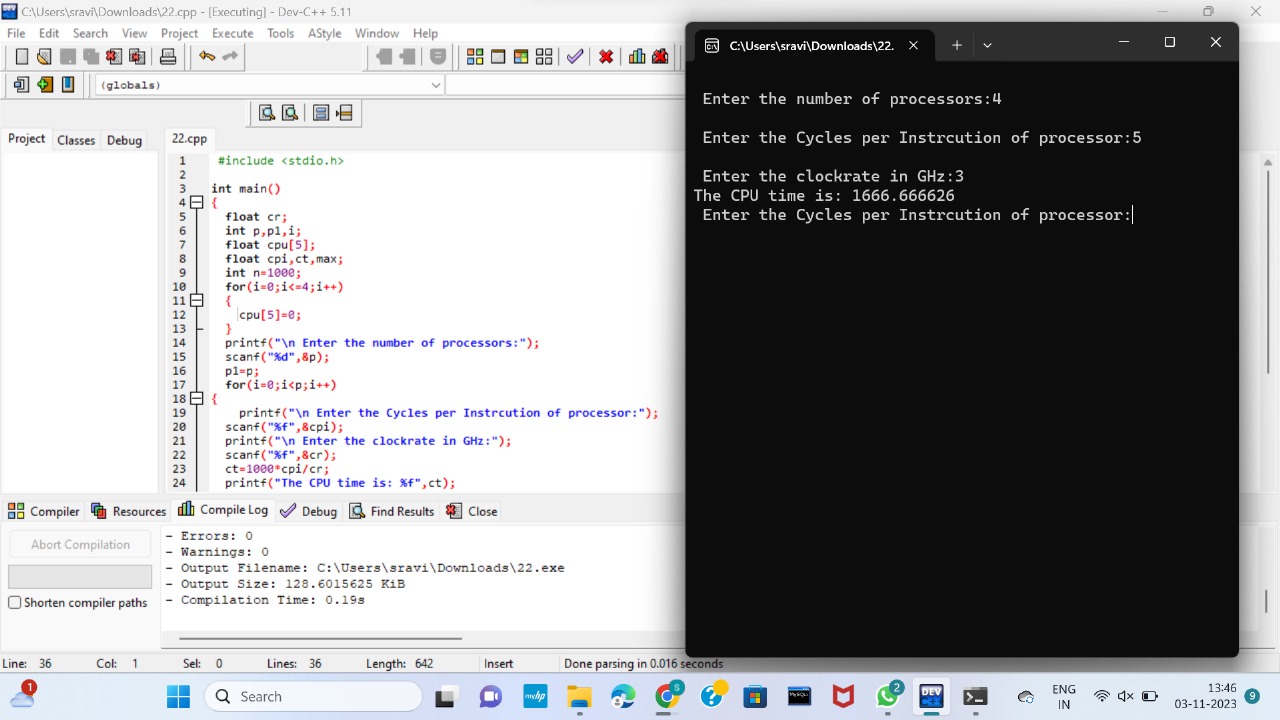 C:\Users\sravi\Downloads\22.cpp - [Executing] - Dev-C++ 5.11
File Edit Search View Project Execute Tools AStyle Window Help
(globals)
Project Classes Debug
22.cpp
1 #include <stdio.h>
2
3 int main()
4 {
5 float cr;
6 int p,p1,i;
7 float cpu[5];
8 float cpi,ct,max;
9 int n=1000;
10 for(i=0;i<=4;i++)
11 {
12 cpu[5]=0;
13 }
14 printf("\n Enter the number of processors:");
15 scanf("%d",&p);
16 p1=p;
17 for(i=0;i<p;i++)
18 {
19 printf("\n Enter the Cycles per Instrcution of processor:");
20 scanf("%f",&cpi);
21 printf("\n Enter the clockrate in GHz:");
22 scanf("%f",&cr);
23 ct=1000*cpi/cr;
24 printf("The CPU time is: %f",ct);
C:\Users\sravi\Downloads\22.
Enter the number of processors:4
Enter the Cycles per Instrcution of processor:5
Enter the clockrate in GHz:3
The CPU time is: 1666.666626
Enter the Cycles per Instrcution of processor:
Compiler Resources Compile Log Debug Find Results Close
Abort Compilation
Shorten compiler paths
- Errors: 0
- Warnings: 0
- Output Filename: C:\Users\sravi\Downloads\22.exe
- Output Size: 128.6015625 KiB
- Compilation Time: 0.19s
Line: 36 Col: 1 Sel: 0 Lines: 36 Length: 642 Insert Done parsing in 0.016 seconds
1
Search
myhp
S
MySQL
2
DEV
ENG
IN
13:46
03-11-2023
9